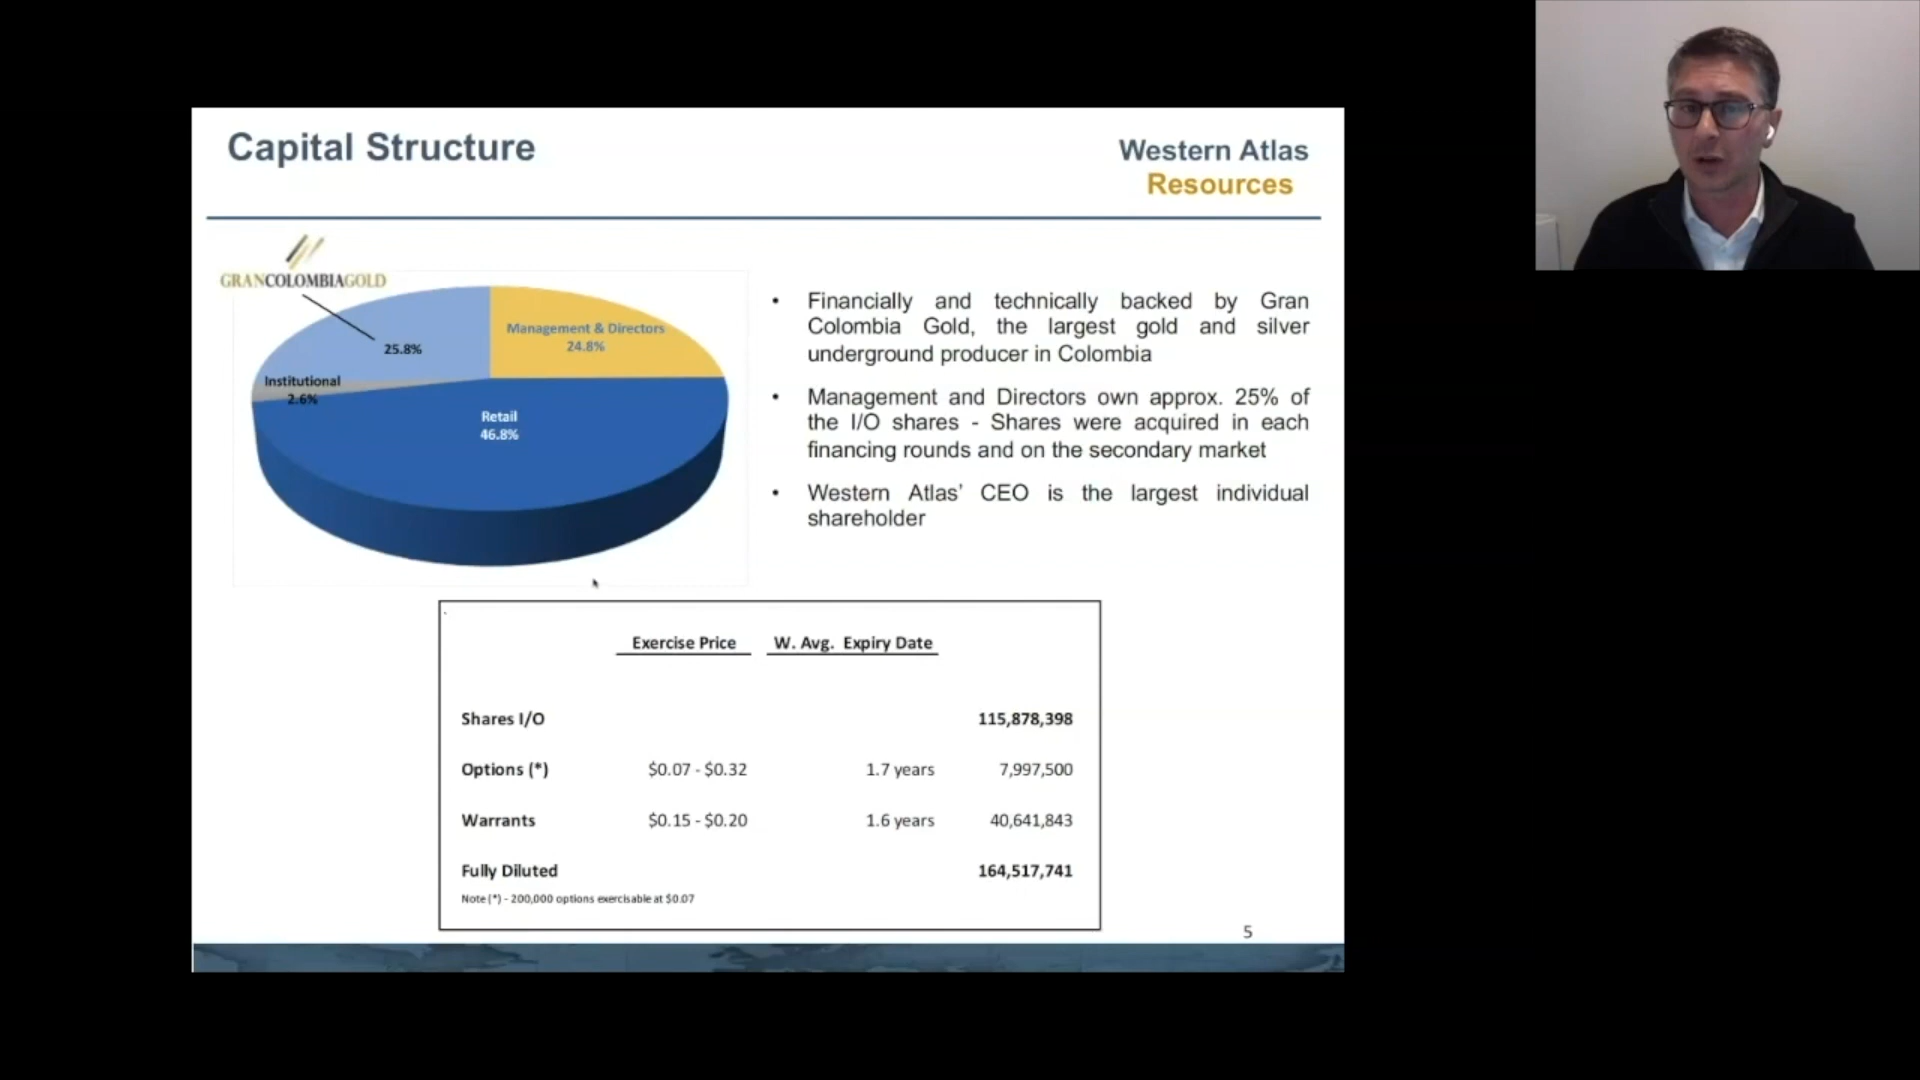 Capital Structure
Western Atlas
Resources
GRANCOLOMBIAGOLD
Management & Directors
24.8%
25.8%
Institutional
2.6%
Retail
46.8%
• Financially and technically backed by Gran
Colombia Gold, the largest gold and silver
underground producer in Colombia
• Management and Directors own approx. 25% of
the I/O shares - Shares were acquired in each
financing rounds and on the secondary market
• Western Atlas’ CEO is the largest individual
shareholder
Exercise Price W. Avg. Expiry Date
Shares I/O 115,878,398
Options (*) $0.07 - $0.32 1.7 years 7,997,500
Warrants $0.15 - $0.20 1.6 years 40,641,843
Fully Diluted 164,517,741
Note (*) - 200,000 options exercisable at $0.07
5